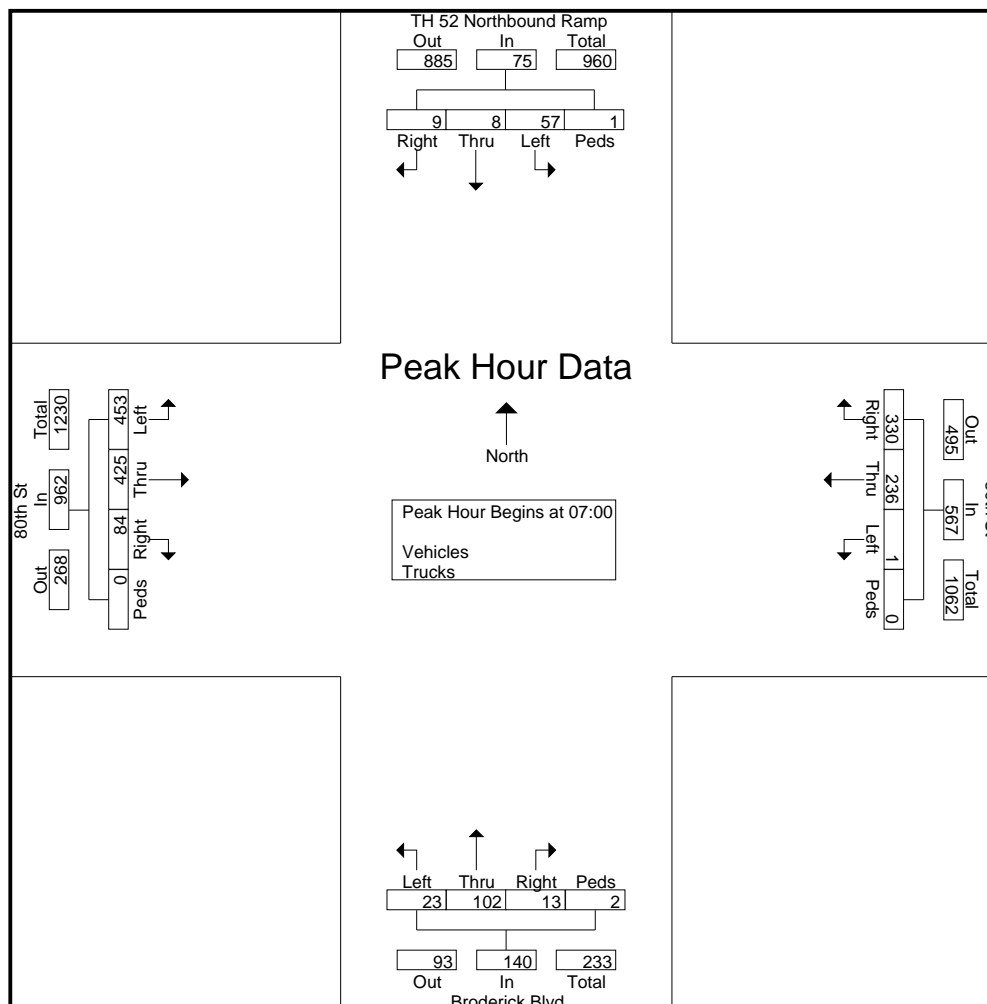 TH 52 Northbound Ramp
Out In Total
885 75 960
9 8 57 1
Right Thru Left Peds
Peak Hour Data
North
Peak Hour Begins at 07:00
Vehicles
Trucks
80th St
Total In Out
1230 962 268
453 425 84 0
Left Thru Right Peds
Right Thru Left Peds
330 236 1 0
Out In Total
495 567 1062
Left Thru Right Peds
23 102 13 2
93 140 233
Out In Total
Broderick Blvd